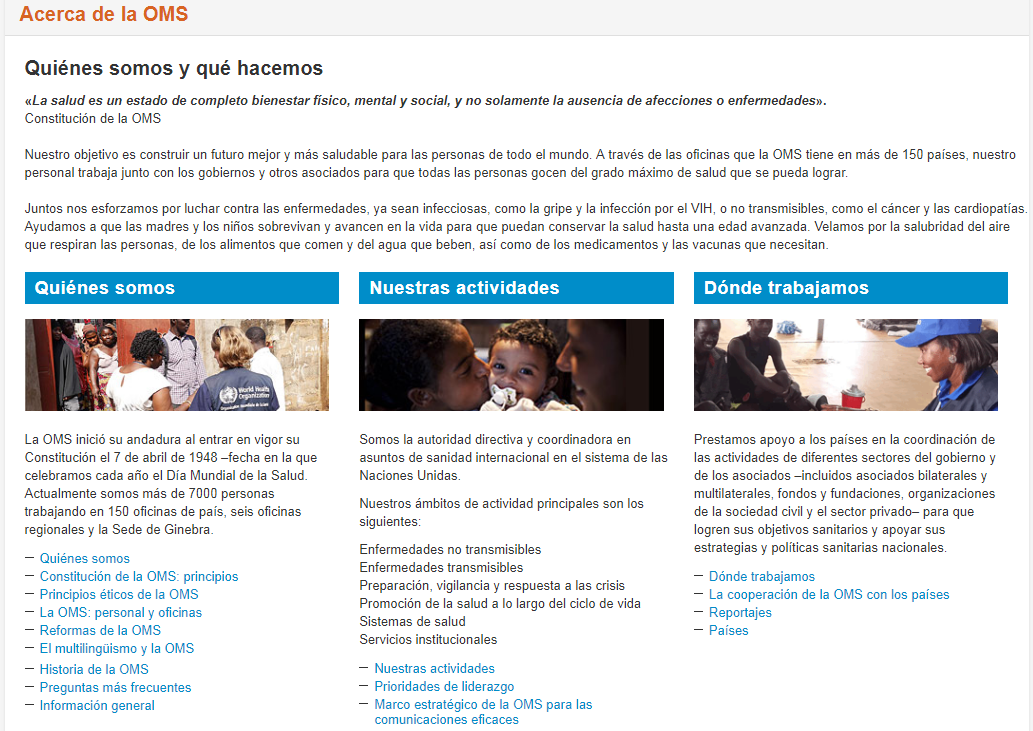 Acerca de la OMS
Quiénes somos y qué hacemos
«La salud es un estado de completo bienestar físico, mental y social, y no solamente la ausencia de afecciones o enfermedades».
Constitución de la OMS
Nuestro objetivo es construir un futuro mejor y más saludable para las personas de todo el mundo. A través de las oficinas que la OMS tiene en más de 150 países, nuestro
personal trabaja junto con los gobiernos y otros asociados para que todas las personas gocen del grado máximo de salud que se pueda lograr.
Juntos nos esforzamos por luchar contra las enfermedades, ya sean infecciosas, como la gripe y la infección por el VIH, o no transmisibles, como el cáncer y las cardiopatías.
Ayudamos a que las madres y los niños sobrevivan y avancen en la vida para que puedan conservar la salud hasta una edad avanzada. Velamos por la salubridad del aire
que respiran las personas, de los alimentos que comen y del agua que beben, así como de los medicamentos y las vacunas que necesitan.
Quiénes somos
World Health
Organization
La OMS inició su andadura al entrar en vigor su
Constitución el 7 de abril de 1948 –fecha en la que
celebramos cada año el Día Mundial de la Salud.
Actualmente somos más de 7000 personas
trabajando en 150 oficinas de país, seis oficinas
regionales y la Sede de Ginebra.
– Quiénes somos
– Constitución de la OMS: principios
– Principios éticos de la OMS
– La OMS: personal y oficinas
– Reformas de la OMS
– El multilingüismo y la OMS
– Historia de la OMS
– Preguntas más frecuentes
– Información general
Nuestras actividades
Somos la autoridad directiva y coordinadora en
asuntos de sanidad internacional en el sistema de las
Naciones Unidas.
Nuestros ámbitos de actividad principales son los
siguientes:
Enfermedades no transmisibles
Enfermedades transmisibles
Preparación, vigilancia y respuesta a las crisis
Promoción de la salud a lo largo del ciclo de vida
Sistemas de salud
Servicios institucionales
– Nuestras actividades
– Prioridades de liderazgo
– Marco estratégico de la OMS para las
comunicaciones eficaces
Dónde trabajamos
Prestamos apoyo a los países en la coordinación de
las actividades de diferentes sectores del gobierno y
de los asociados –incluidos asociados bilaterales y
multilaterales, fondos y fundaciones, organizaciones
de la sociedad civil y el sector privado– para que
logren sus objetivos sanitarios y apoyar sus
estrategias y políticas sanitarias nacionales.
– Dónde trabajamos
– La cooperación de la OMS con los países
– Reportajes
– Países